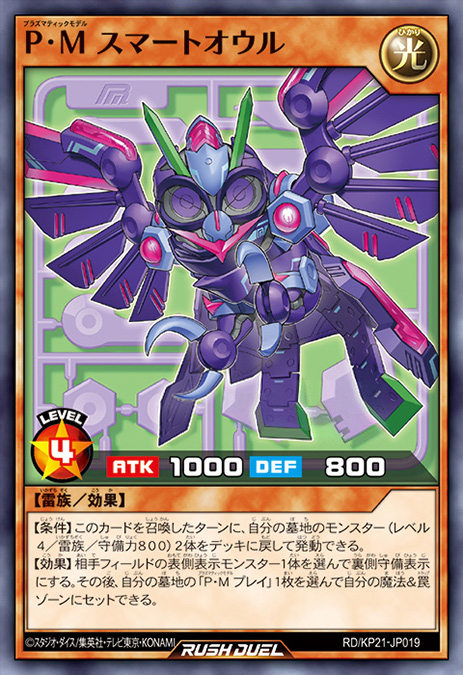 プラズマティックモデル
P・M スマートオウル
ひかり
光
LEVEL
4
ATK 1000 DEF 800
【雷族／効果】
【条件】このカードを召喚したターンに、自分の墓地のモンスター（レベル
4／雷族／守備力800）2体をデッキに戻して発動できる。
【効果】相手フィールドの表側表示モンスター1体を選んで裏側守備表示
にする。その後、自分の墓地の「P・M プレイ」1枚を選んで自分の魔法&罠
ゾーンにセットできる。
©スタジオ・ダイス/集英社・テレビ東京・KONAMI
RUSH DUEL
RD/KP21-JP019